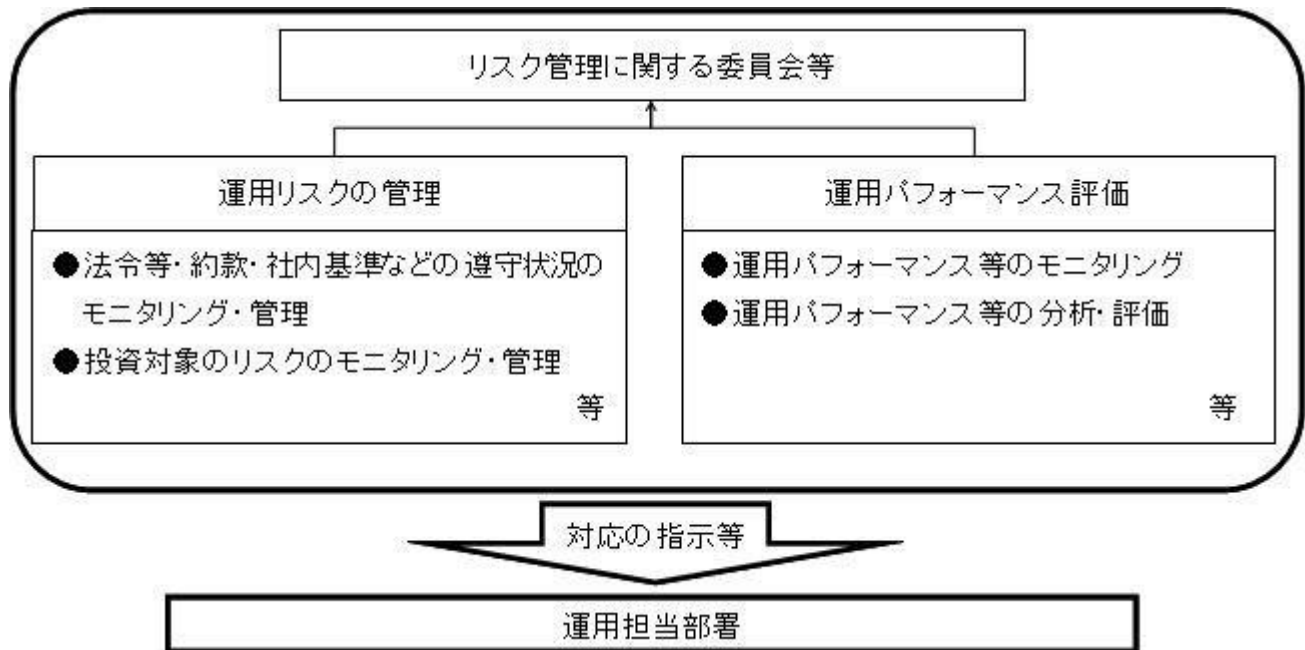 リスク管理に関する委員会等
運用リスクの管理
●法令等・約款・社内基準などの遵守状況の
モニタリング・管理
●投資対象のリスクのモニタリング・管理
等
運用パフォーマンス評価
●運用パフォーマンス等のモニタリング
●運用パフォーマンス等の分析・評価
等
対応の指示等
運用担当部署